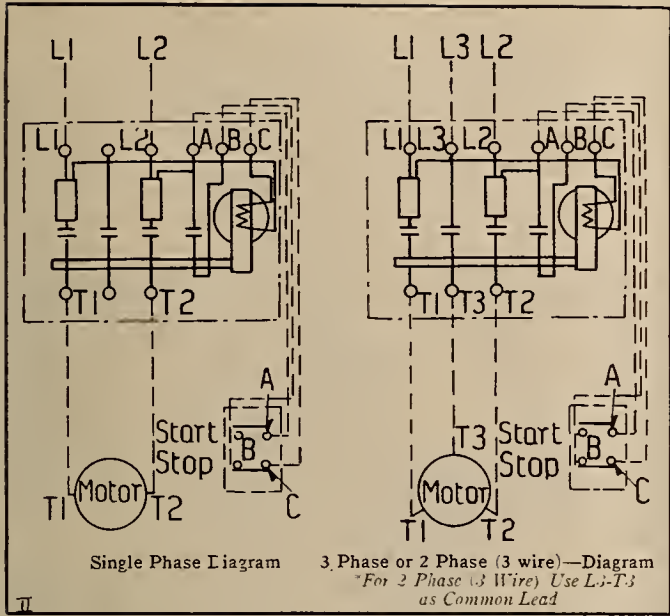 L1 L2
L1 L2 A B C
T1 T2
A
Start
B
Stop
C
Motor
T1 T2
Single Phase Diagram
L1 L3 L2
L1 L3 L2 A B C
T1 T3 T2
A
T3 Start
B
Stop
C
Motor
T1 T2
3 Phase or 2 Phase (3 wire)—Diagram
*For 2 Phase (3 Wire) Use L3-T3
as Common Lead
II